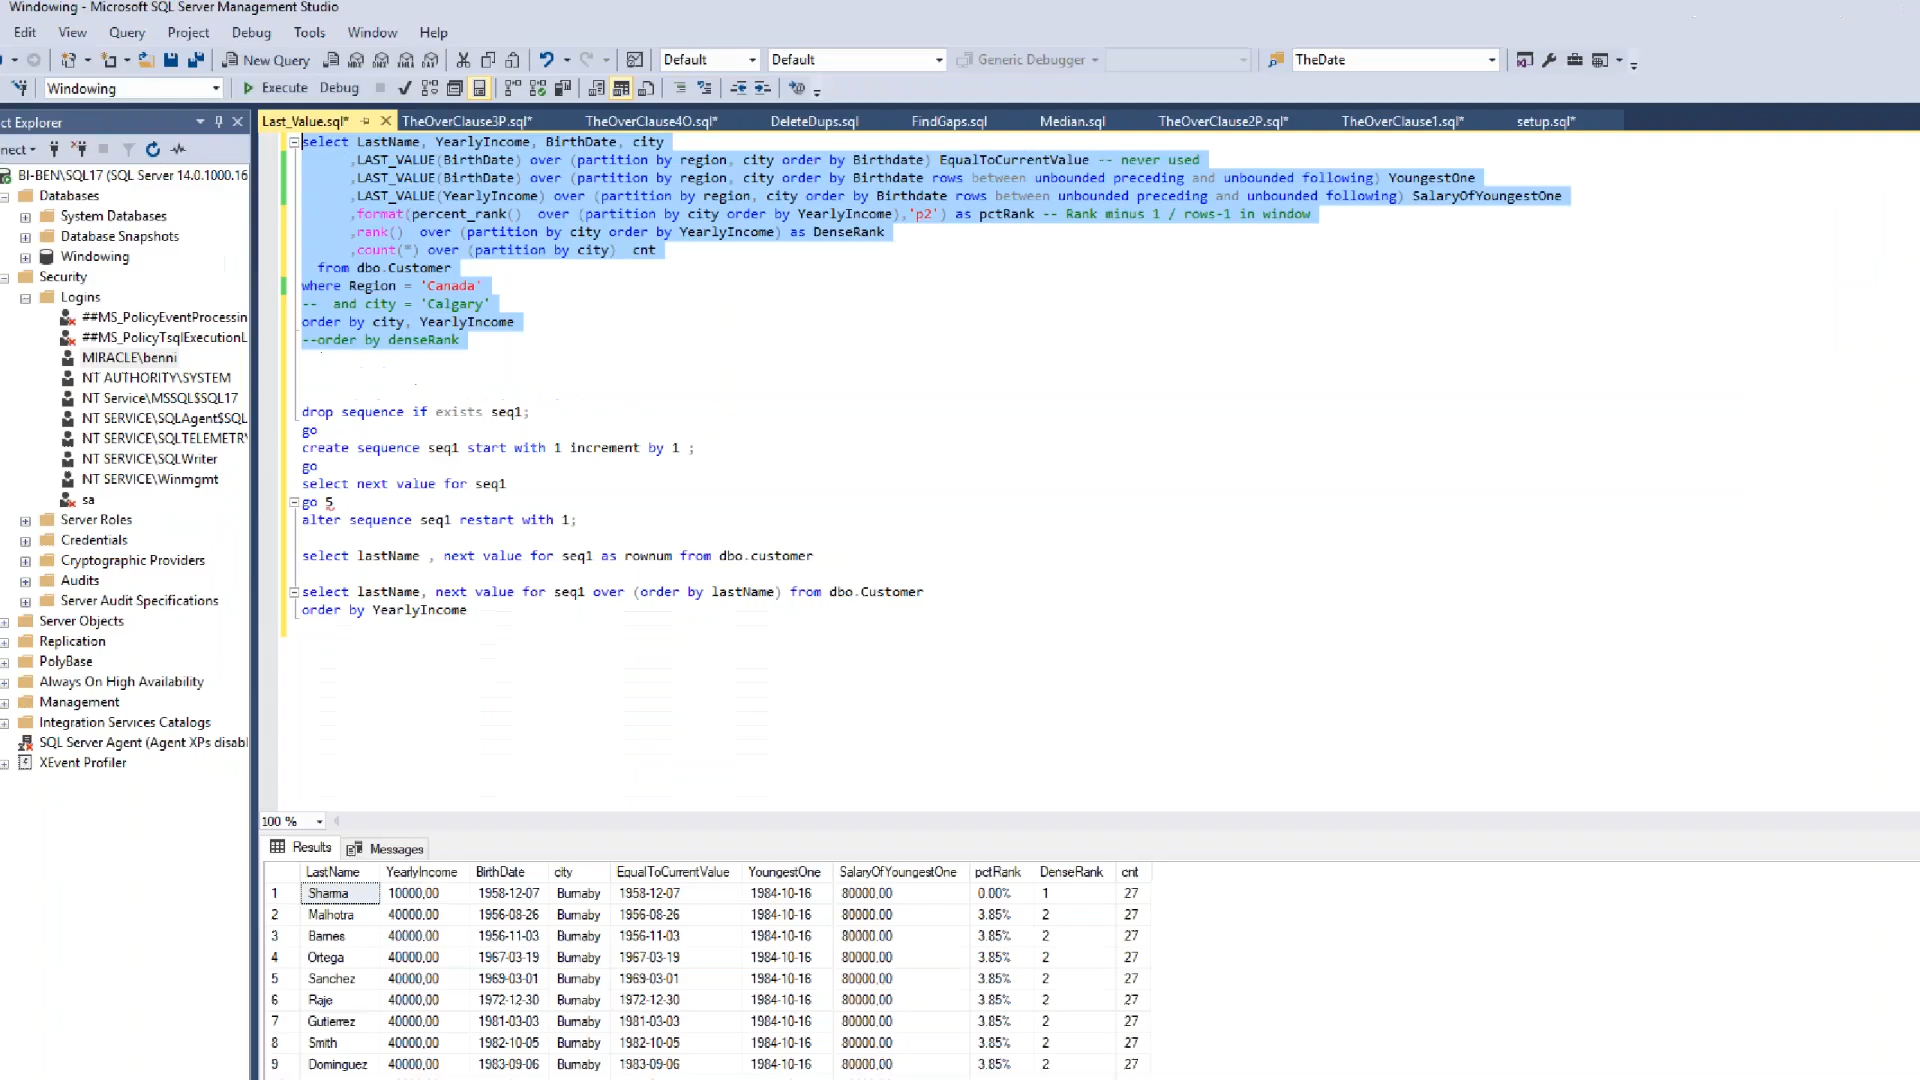 Windowing - Microsoft SQL Server Management Studio
Edit View Query Project Debug Tools Window Help
New Query Default Default Generic Debugger TheDate
Windowing Execute Debug
ct Explorer
Last_Value.sql* TheOverClause3P.sql* TheOverClause4O.sql* DeleteDups.sql FindGaps.sql Median.sql TheOverClause2P.sql* TheOverClause1.sql* setup.sql*
nect
BI-BEN\SQL17 (SQL Server 14.0.1000.16
Databases
System Databases
Database Snapshots
Windowing
Security
Logins
##MS_PolicyEventProcessin
##MS_PolicyTsqlExecutionL
MIRACLE\benni
NT AUTHORITY\SYSTEM
NT Service\MSSQL$SQL17
NT SERVICE\SQLAgent$SQL
NT SERVICE\SQLTELEMETRY
NT SERVICE\SQLWriter
NT SERVICE\Winmgmt
sa
Server Roles
Credentials
Cryptographic Providers
Audits
Server Audit Specifications
Server Objects
Replication
PolyBase
Always On High Availability
Management
Integration Services Catalogs
SQL Server Agent (Agent XPs disabl
XEvent Profiler
select LastName, YearlyIncome, BirthDate, city
,LAST_VALUE(BirthDate) over (partition by region, city order by Birthdate) EqualToCurrentValue -- never used
,LAST_VALUE(BirthDate) over (partition by region, city order by Birthdate rows between unbounded preceding and unbounded following) YoungestOne
,LAST_VALUE(YearlyIncome) over (partition by region, city order by Birthdate rows between unbounded preceding and unbounded following) SalaryOfYoungestOne
,format(percent_rank() over (partition by city order by YearlyIncome),'p2') as pctRank -- Rank minus 1 / rows-1 in window
,rank() over (partition by city order by YearlyIncome) as DenseRank
,count(*) over (partition by city) cnt
from dbo.Customer
where Region = 'Canada'
-- and city = 'Calgary'
order by city, YearlyIncome
--order by denseRank
drop sequence if exists seq1;
go
create sequence seq1 start with 1 increment by 1 ;
go
select next value for seq1
go 5
alter sequence seq1 restart with 1;
select lastName , next value for seq1 as rownum from dbo.customer
select lastName, next value for seq1 over (order by lastName) from dbo.Customer
order by YearlyIncome
100 %
Results Messages
LastName YearlyIncome BirthDate city EqualToCurrentValue YoungestOne SalaryOfYoungestOne pctRank DenseRank cnt
1 Sharma 10000,00 1958-12-07 Burnaby 1958-12-07 1984-10-16 80000,00 0.00% 1 27
2 Malhotra 40000,00 1956-08-26 Burnaby 1956-08-26 1984-10-16 80000,00 3.85% 2 27
3 Barnes 40000,00 1956-11-03 Burnaby 1956-11-03 1984-10-16 80000,00 3.85% 2 27
4 Ortega 40000,00 1967-03-19 Burnaby 1967-03-19 1984-10-16 80000,00 3.85% 2 27
5 Sanchez 40000,00 1969-03-01 Burnaby 1969-03-01 1984-10-16 80000,00 3.85% 2 27
6 Raje 40000,00 1972-12-30 Burnaby 1972-12-30 1984-10-16 80000,00 3.85% 2 27
7 Gutierrez 40000,00 1981-03-03 Burnaby 1981-03-03 1984-10-16 80000,00 3.85% 2 27
8 Smith 40000,00 1982-10-05 Burnaby 1982-10-05 1984-10-16 80000,00 3.85% 2 27
9 Dominguez 40000,00 1983-09-06 Burnaby 1983-09-06 1984-10-16 80000,00 3.85% 2 27